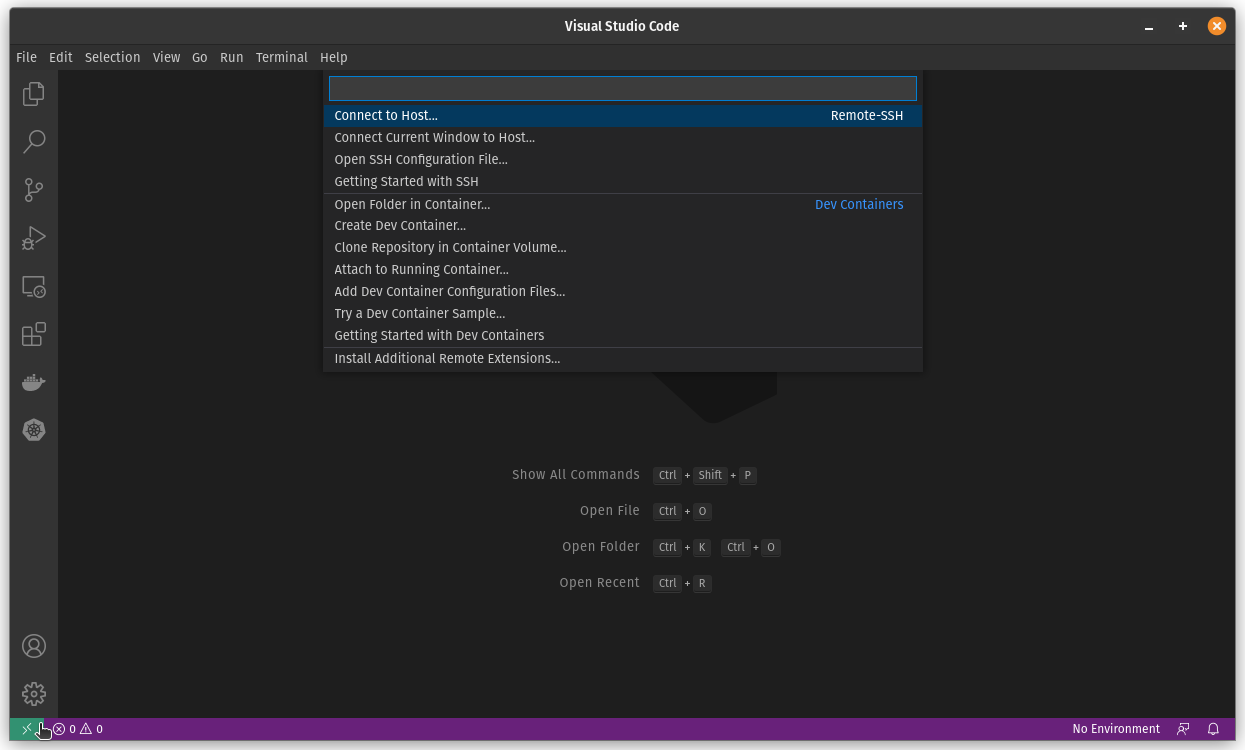 Visual Studio Code
File Edit Selection View Go Run Terminal Help
Connect to Host... Remote-SSH
Connect Current Window to Host...
Open SSH Configuration File...
Getting Started with SSH
Open Folder in Container... Dev Containers
Create Dev Container...
Clone Repository in Container Volume...
Attach to Running Container...
Add Dev Container Configuration Files...
Try a Dev Container Sample...
Getting Started with Dev Containers
Install Additional Remote Extensions...
Show All Commands Ctrl + Shift + P
Open File Ctrl + O
Open Folder Ctrl + K Ctrl + O
Open Recent Ctrl + R
0 0 No Environment